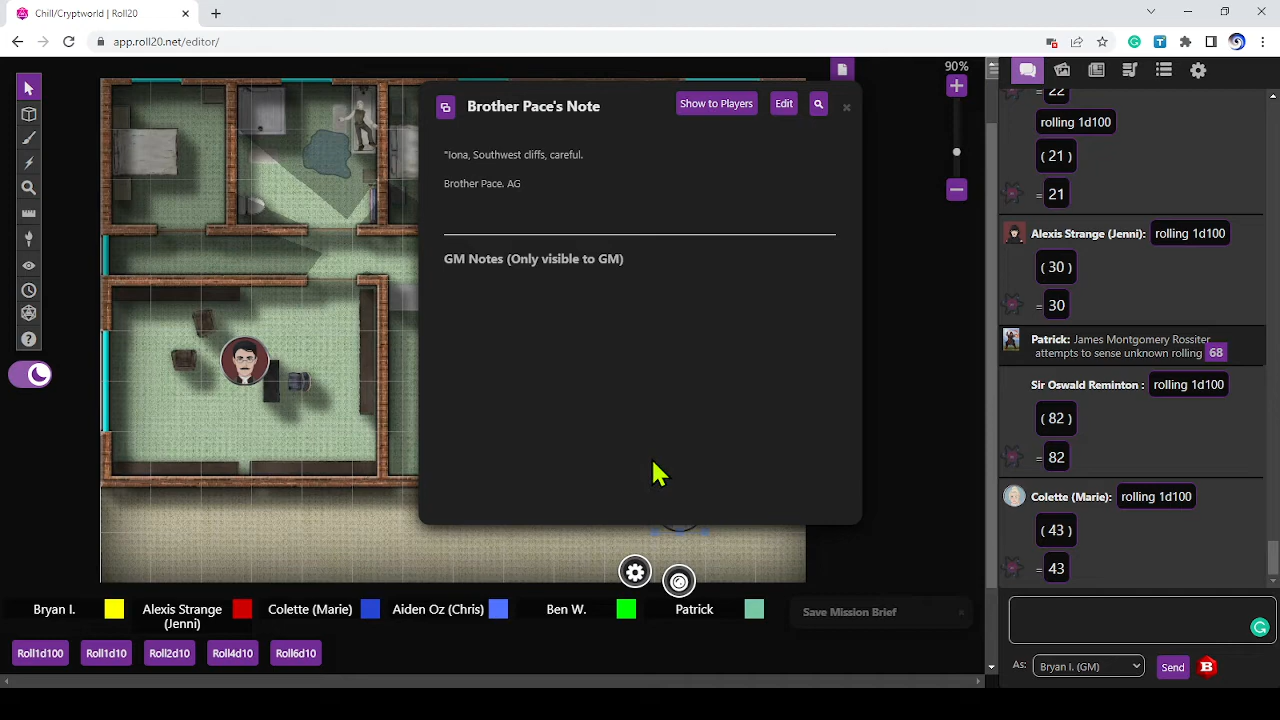 Chill/Cryptworld | Roll20
app.roll20.net/editor/
90%
Brother Pace's Note
Show to Players
Edit
"Iona, Southwest cliffs, careful.
Brother Pace. AG
GM Notes (Only visible to GM)
= 22
rolling 1d100
( 21 )
= 21
Alexis Strange (Jenni): rolling 1d100
( 30 )
= 30
Patrick: James Montgomery Rossiter
attempts to sense unknown rolling 68
Sir Oswald Reminton : rolling 1d100
( 82 )
= 82
Colette (Marie): rolling 1d100
( 43 )
= 43
Bryan I.
Alexis Strange
(Jenni)
Colette (Marie)
Aiden Oz (Chris)
Ben W.
Patrick
Save Mission Brief
Roll1d100
Roll1d10
Roll2d10
Roll4d10
Roll6d10
As: Bryan I. (GM)
Send
B